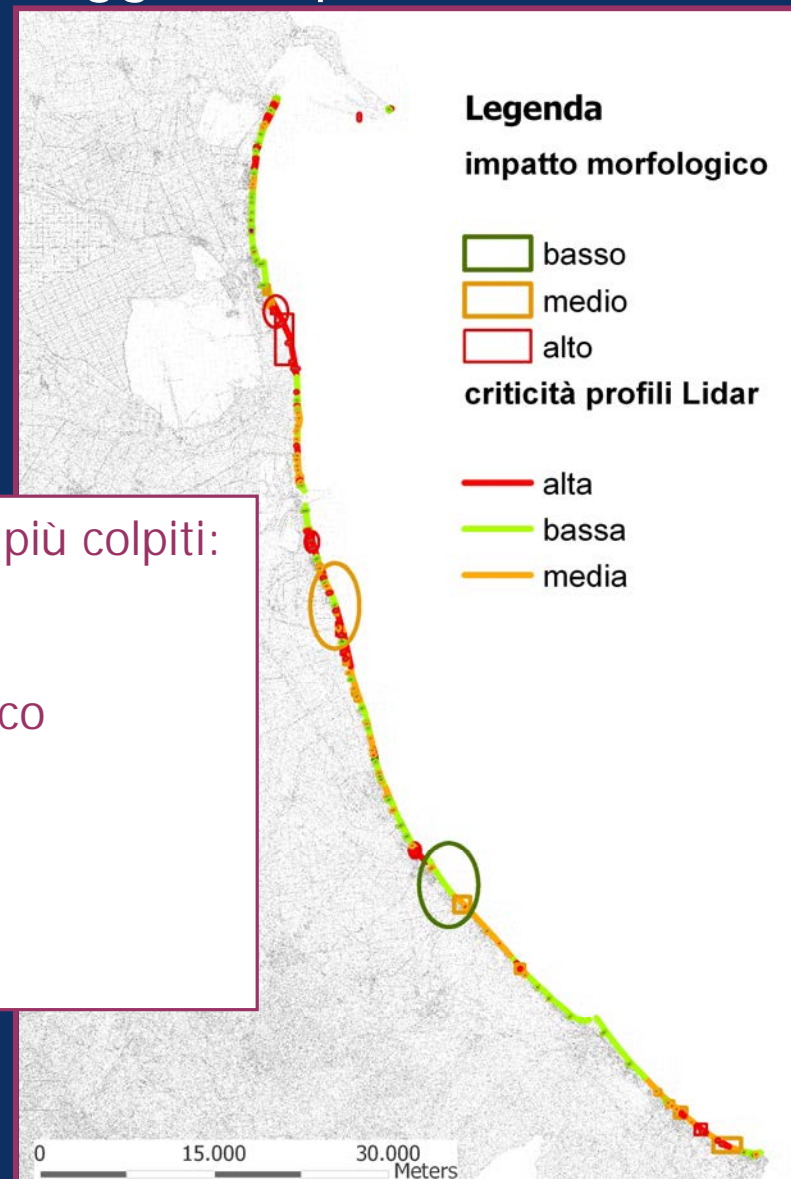 Legenda
impatto morfologico
basso
medio
alto
criticità profili Lidar
alta
bassa
media
più colpiti:
co
0 15.000 30.000
Meters